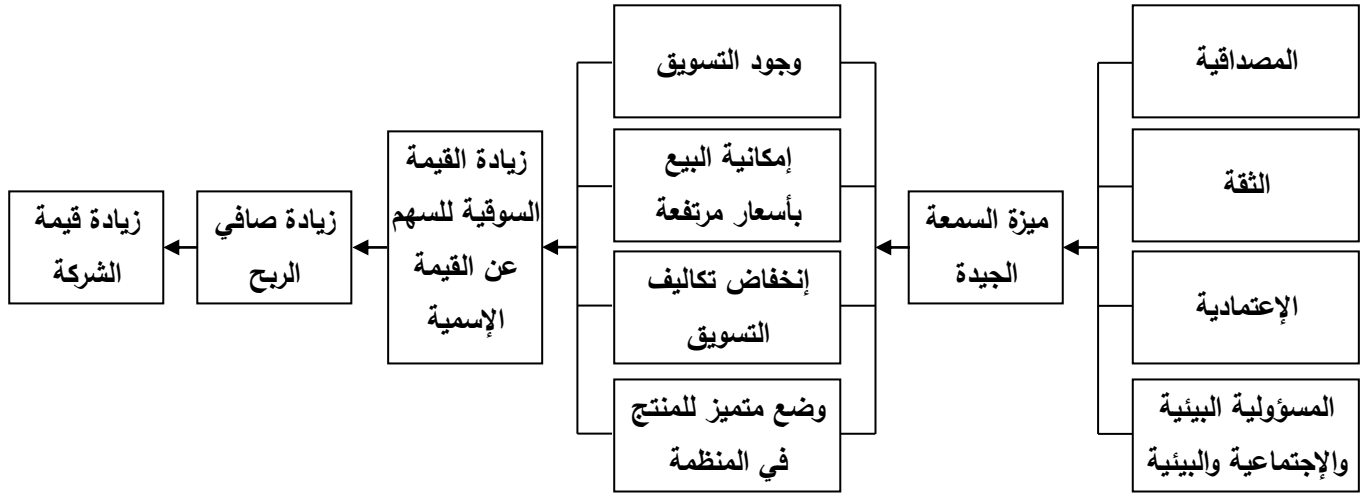 المصداقية
الثقة
الإعتمادية
المسؤولية البيئية
والإجتماعية والبيئية
ميزة السمعة
الجيدة
وجود التسويق
إمكانية البيع
بأسعار مرتفعة
إنخفاض تكاليف
التسويق
وضع متميز للمنتج
في المنظمة
زيادة القيمة
السوقية للسهم
عن القيمة
الإسمية
زيادة صافي
الربح
زيادة قيمة
الشركة